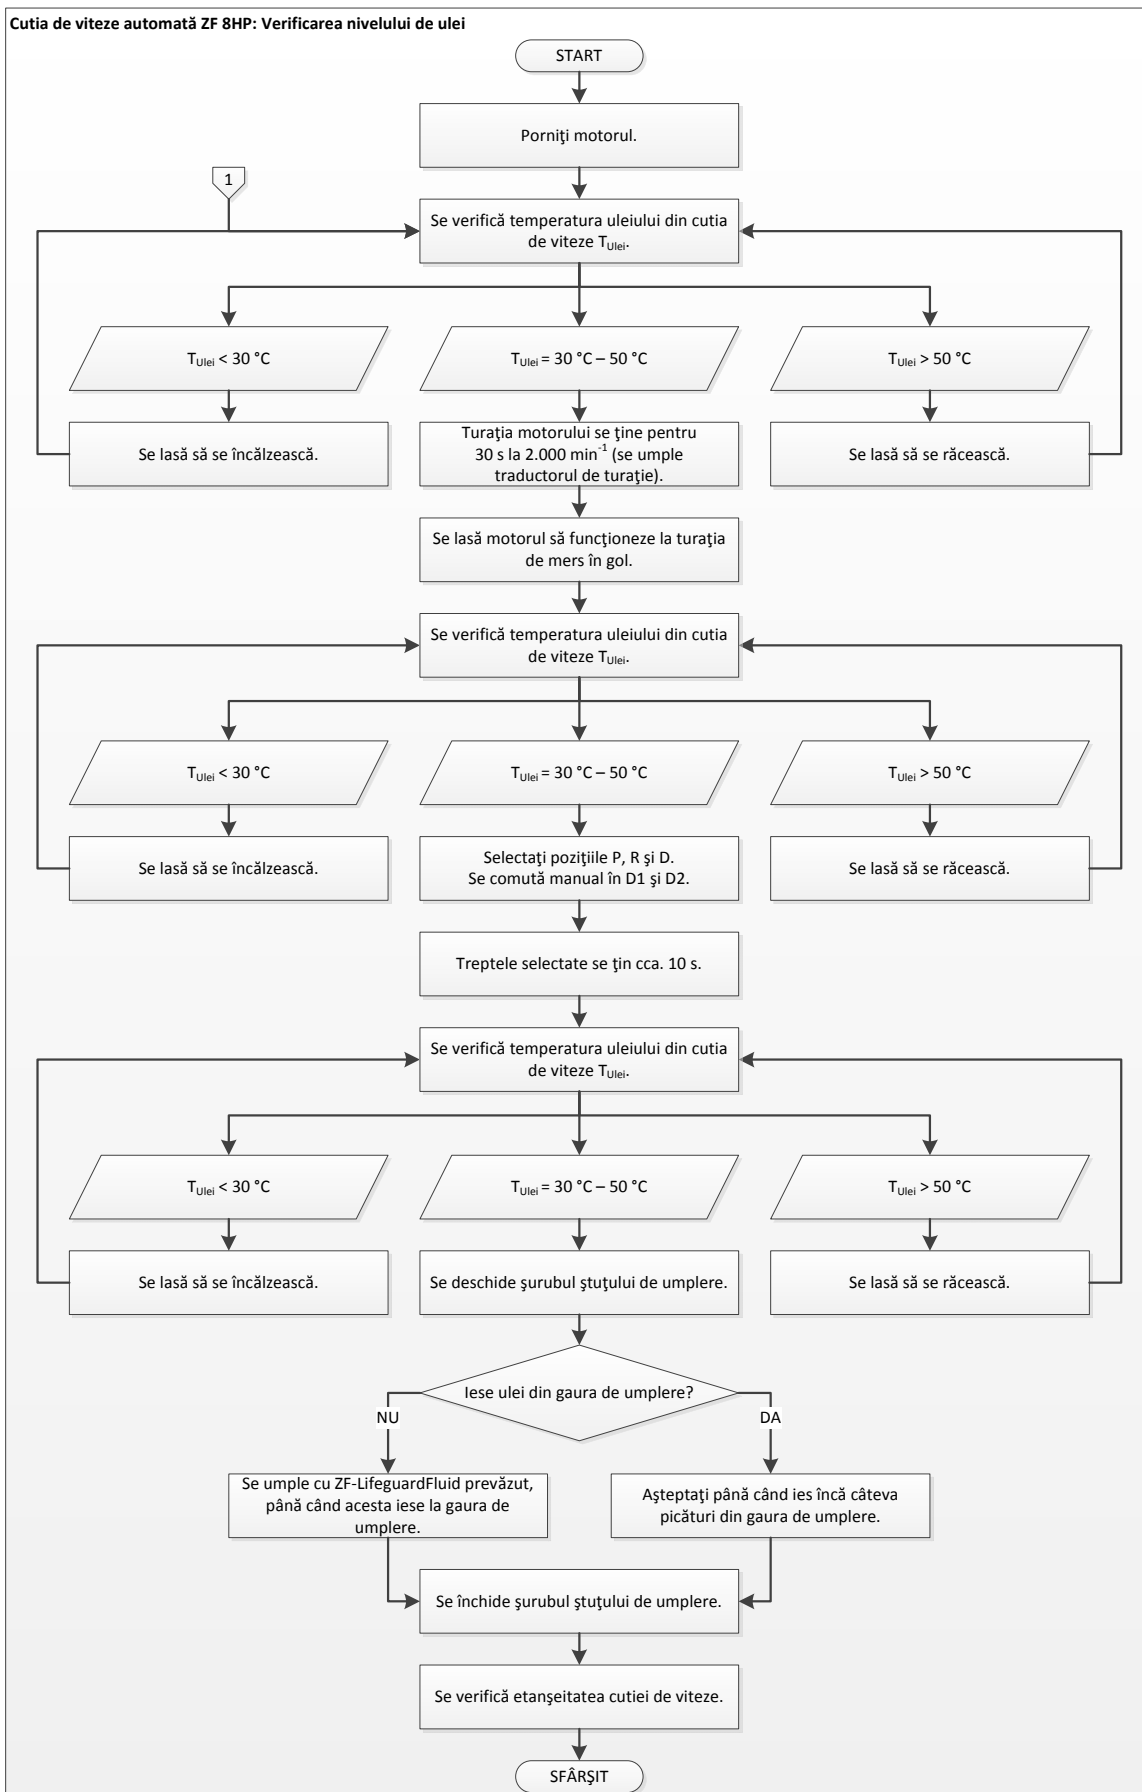 Cutia de viteze automată ZF 8HP: Verificarea nivelului de ulei
START
Porniţi motorul.
1
Se verifică temperatura uleiului din cutia
de viteze TUlei.
TUlei < 30 °C
TUlei = 30 °C – 50 °C
TUlei > 50 °C
Se lasă să se încălzească.
Turaţia motorului se ţine pentru
30 s la 2.000 min-1 (se umple
traductorul de turaţie).
Se lasă să se răcească.
Se lasă motorul să funcţioneze la turaţia
de mers în gol.
Se verifică temperatura uleiului din cutia
de viteze TUlei.
TUlei < 30 °C
TUlei = 30 °C – 50 °C
TUlei > 50 °C
Se lasă să se încălzească.
Selectaţi poziţiile P, R şi D.
Se comută manual în D1 şi D2.
Se lasă să se răcească.
Treptele selectate se ţin cca. 10 s.
Se verifică temperatura uleiului din cutia
de viteze TUlei.
TUlei < 30 °C
TUlei = 30 °C – 50 °C
TUlei > 50 °C
Se lasă să se încălzească.
Se deschide şurubul ştuţului de umplere.
Se lasă să se răcească.
Iese ulei din gaura de umplere?
NU
DA
Se umple cu ZF-LifeguardFluid prevăzut,
până când acesta iese la gaura de
umplere.
Aşteptaţi până când ies încă câteva
picături din gaura de umplere.
Se închide şurubul ştuţului de umplere.
Se verifică etanşeitatea cutiei de viteze.
SFÂRŞIT